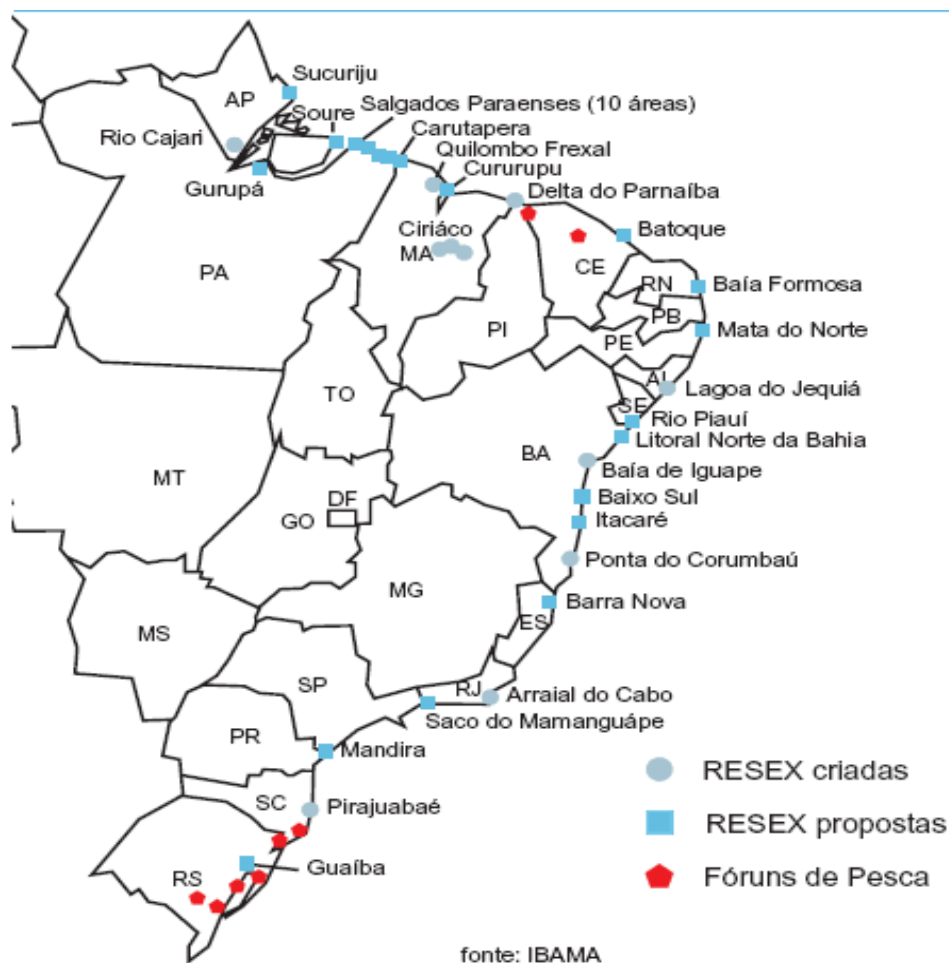 Sucuriju
AP
Soure
Salgados Paraenses (10 áreas)
Rio Cajari
Carutapera
Quilombo Frexal
Gurupá
Cururupu
Delta do Parnaíba
Ciriáco
MA
Batoque
CE
PA
RN
Baía Formosa
PB
PI
PE
Mata do Norte
TO
AL
Lagoa do Jequiá
SE
Rio Piauí
Litoral Norte da Bahia
BA
Baía de Iguape
MT
DF
Baixo Sul
GO
Itacaré
Ponta do Corumbaú
MG
Barra Nova
ES
MS
SP
RJ
Arraial do Cabo
Saco do Mamanguápe
PR
Mandira
RESEX criadas
SC
Pirajuabaé
RESEX propostas
Guaíba
RS
Fóruns de Pesca
fonte: IBAMA